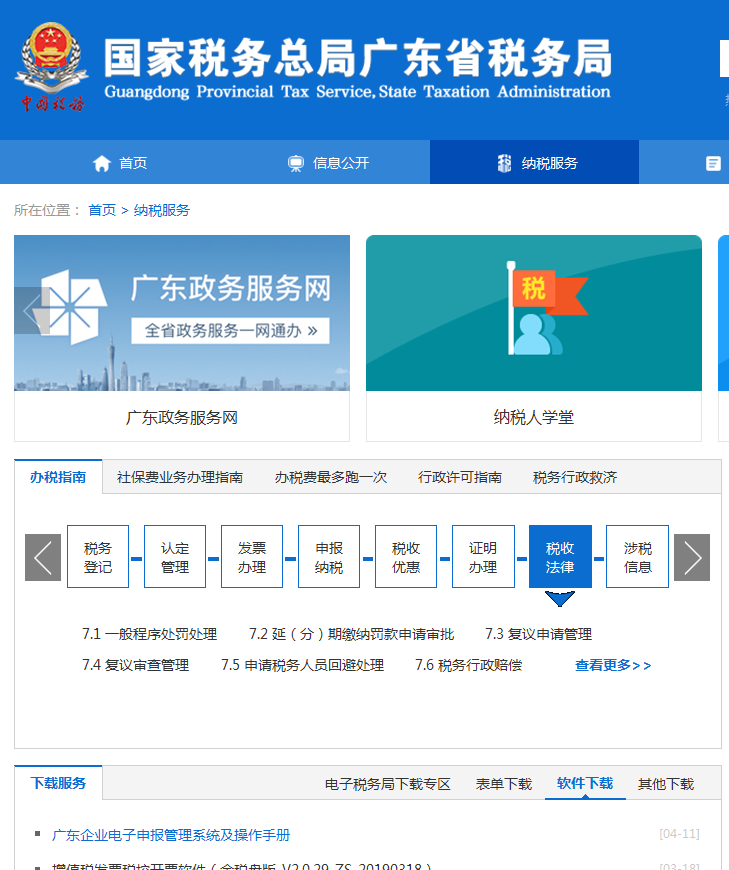 国家税务总局广东省税务局
Guangdong Provincial Tax Service, State Taxation Administration
中国税务
首页
信息公开
纳税服务
所在位置： 首页 > 纳税服务
广东政务服务网
全省政务服务一网通办 »
税
广东政务服务网
纳税人学堂
办税指南 社保费业务办理指南 办税费最多跑一次 行政许可指南 税务行政救济
税务登记
认定管理
发票办理
申报纳税
税收优惠
证明办理
税收法律
涉税信息
7.1 一般程序处罚处理 7.2 延（分）期缴纳罚款申请审批 7.3 复议申请管理
7.4 复议审查管理 7.5 申请税务人员回避处理 7.6 税务行政赔偿 查看更多>>
下载服务 电子税务局下载专区 表单下载 软件下载 其他下载
广东企业电子申报管理系统及操作手册 [04-11]
增值税发票税控开票软件（金税盘版 V2.0.29_ZS_20190318） [03-18]